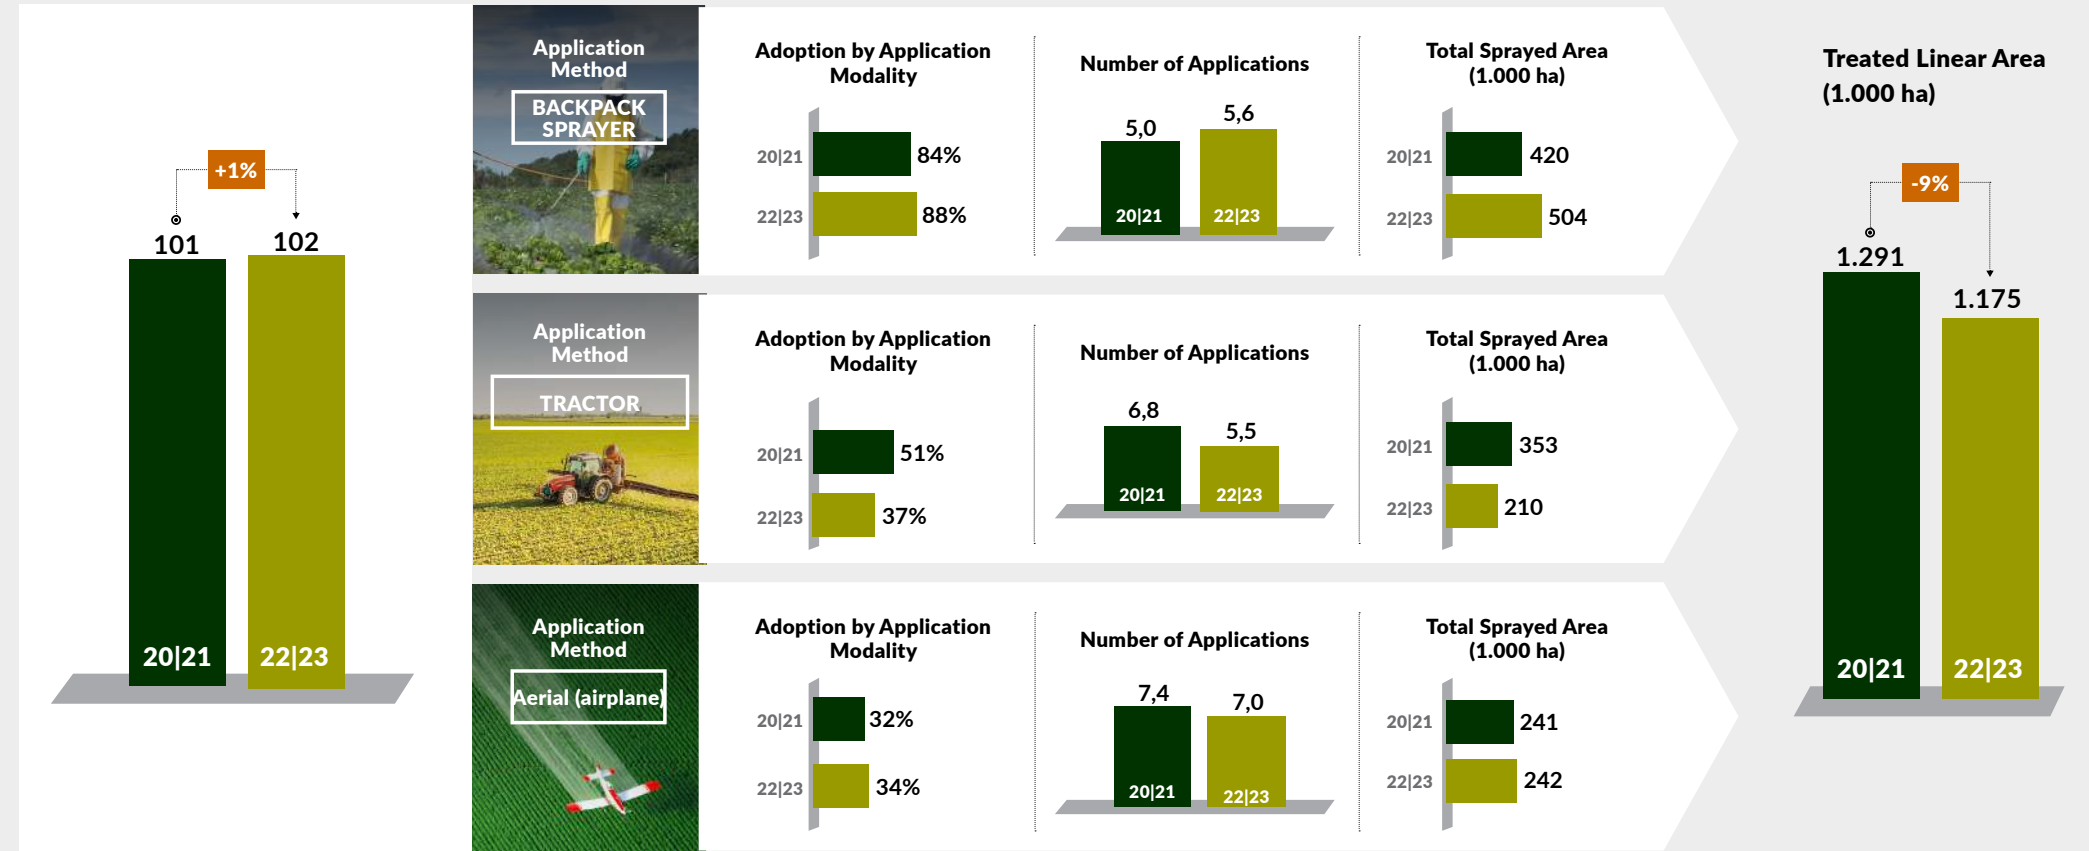 +1%
101
102
20|21
22|23
Application
Method
BACKPACK
SPRAYER
Adoption by Application
Modality
20|21
84%
22|23
88%
Number of Applications
5,0
5,6
20|21
22|23
Total Sprayed Area
(1.000 ha)
20|21
420
22|23
504
Application
Method
TRACTOR
Adoption by Application
Modality
20|21
51%
22|23
37%
Number of Applications
6,8
5,5
20|21
22|23
Total Sprayed Area
(1.000 ha)
20|21
353
22|23
210
Application
Method
Aerial (airplane)
Adoption by Application
Modality
20|21
32%
22|23
34%
Number of Applications
7,4
7,0
20|21
22|23
Total Sprayed Area
(1.000 ha)
20|21
241
22|23
242
Treated Linear Area
(1.000 ha)
-9%
1.291
1.175
20|21
22|23